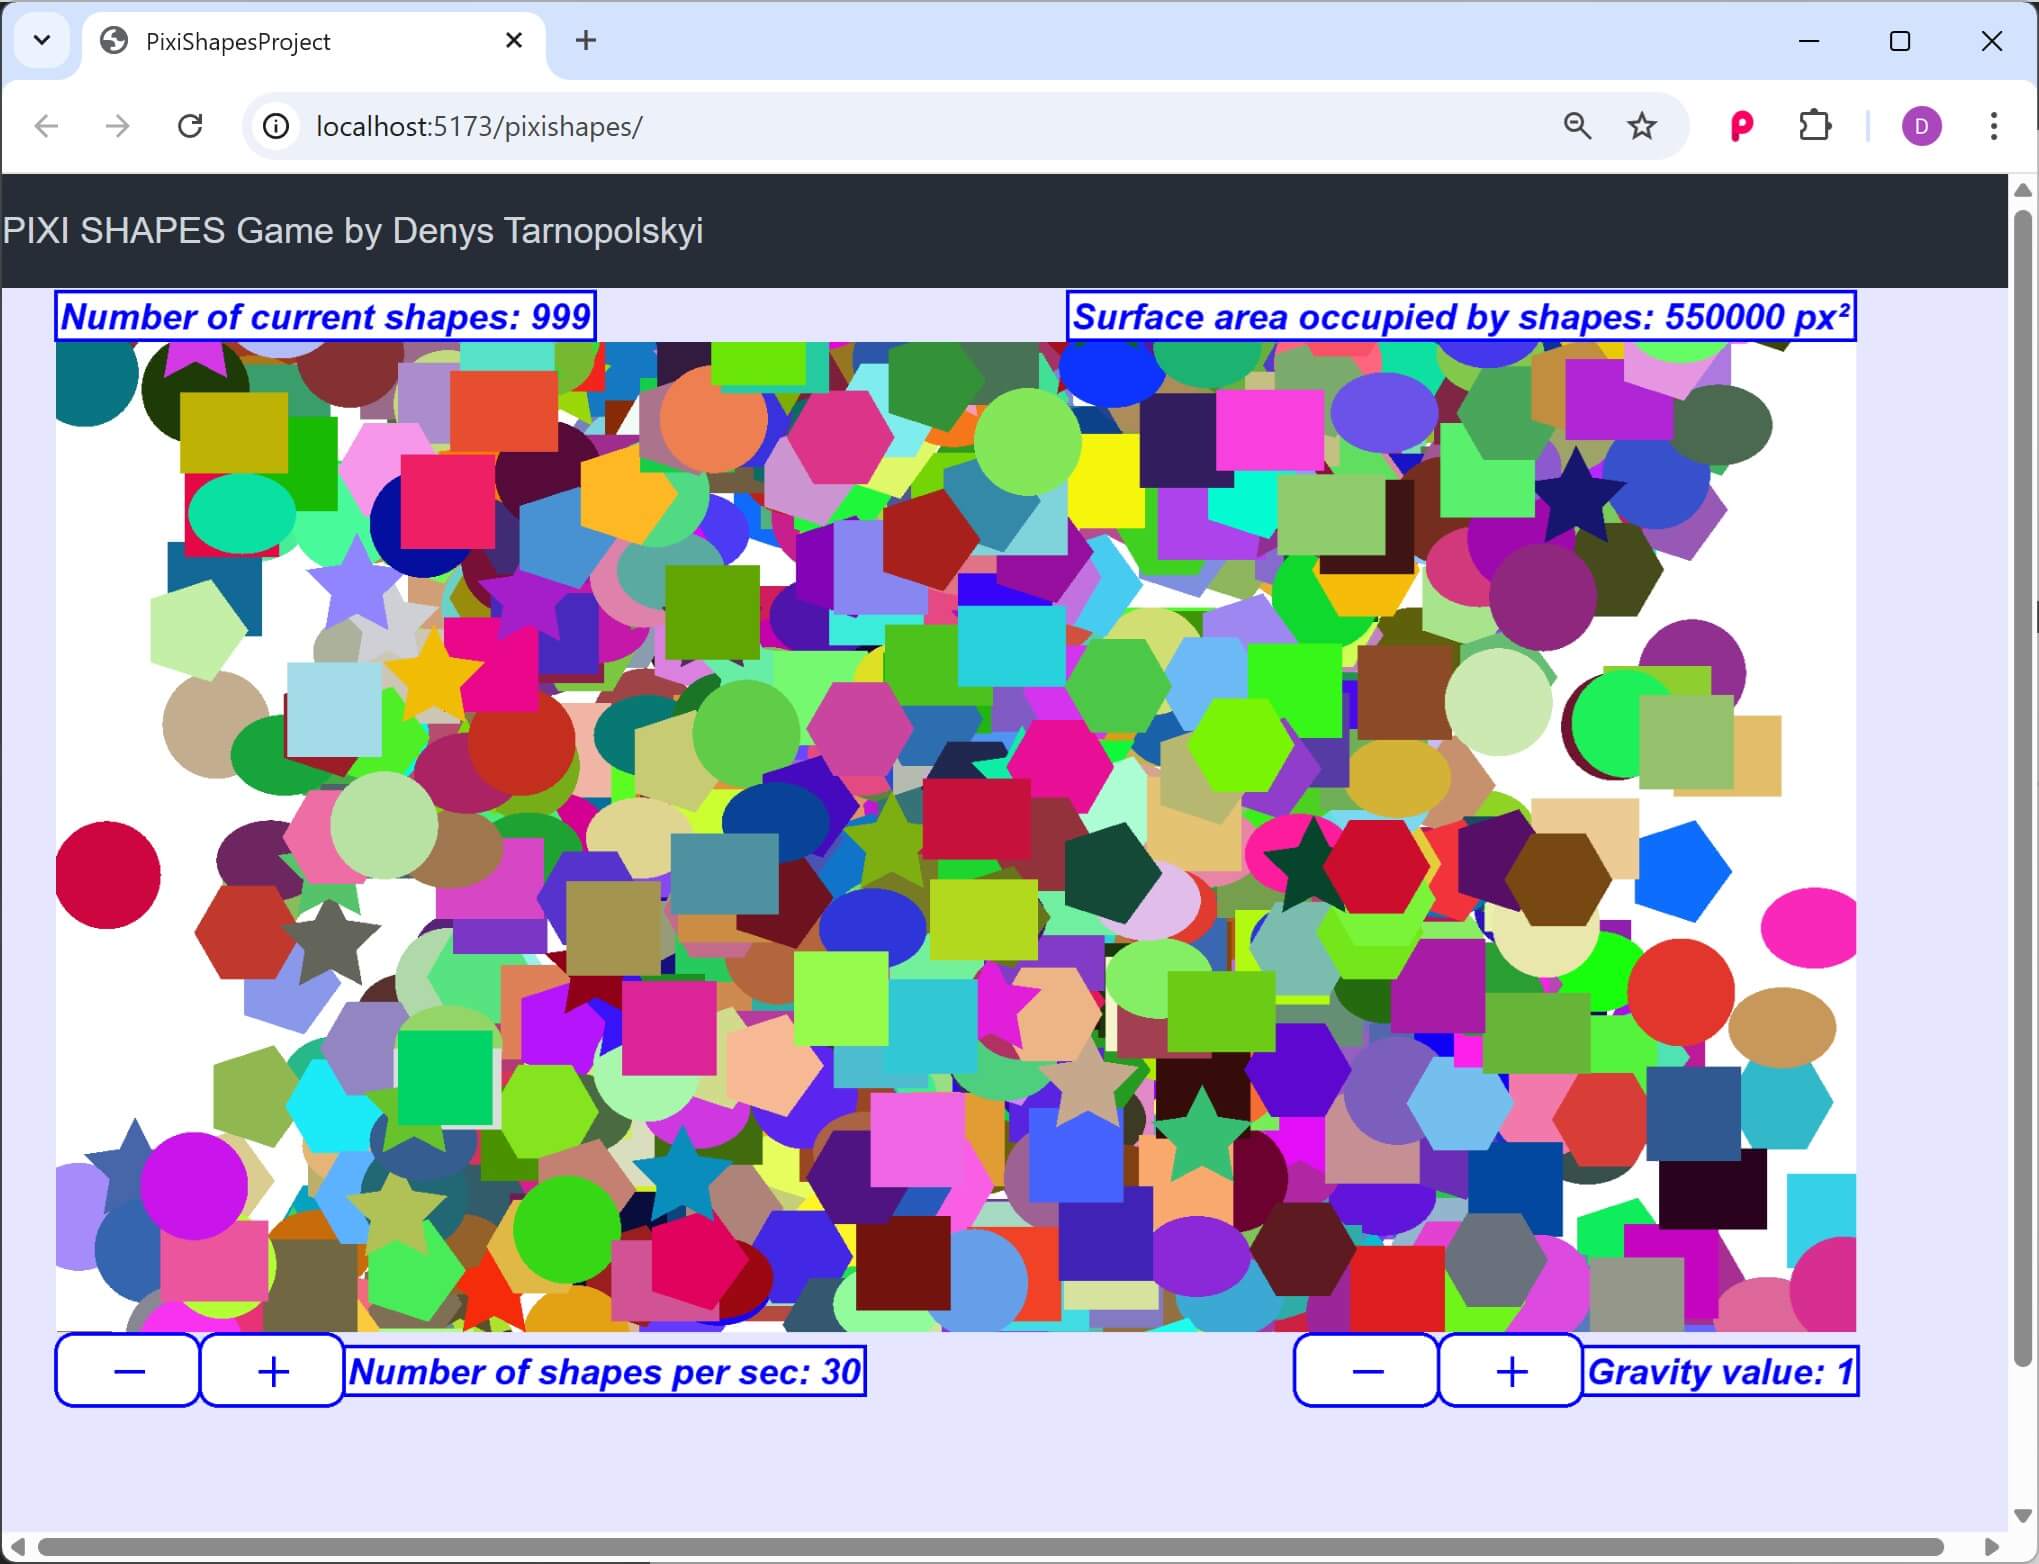 PixiShapesProject
localhost:5173/pixishapes/
D
PIXI SHAPES Game by Denys Tarnopolskyi
Number of current shapes: 999
Surface area occupied by shapes: 550000 px²
Number of shapes per sec: 30
Gravity value: 1